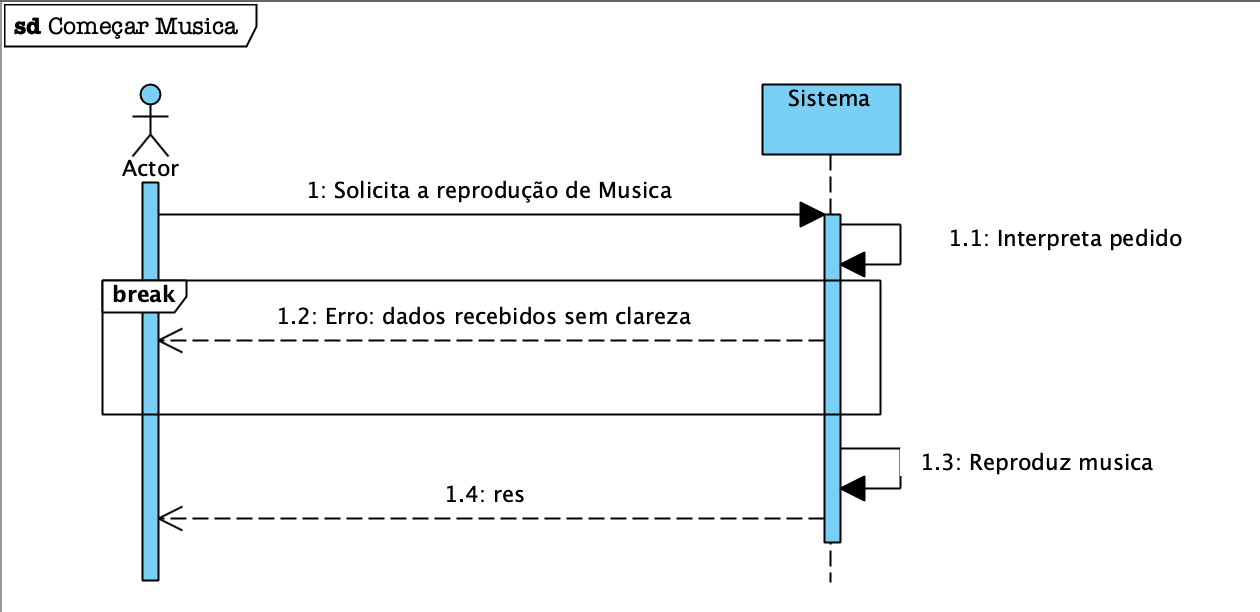 sd Começar Musica
Sistema
Actor
1: Solicita a reprodução de Musica
1.1: Interpreta pedido
break
1.2: Erro: dados recebidos sem clareza
1.3: Reproduz musica
1.4: res